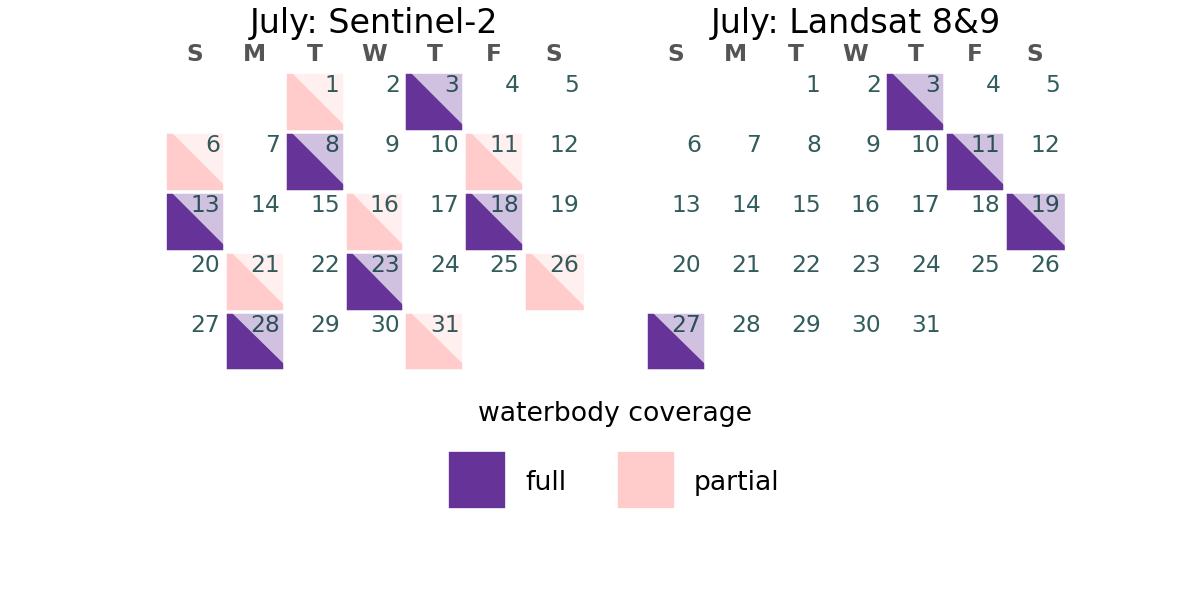 July: Sentinel-2
S M T W T F S
1 2 3 4 5
6 7 8 9 10 11 12
13 14 15 16 17 18 19
20 21 22 23 24 25 26
27 28 29 30 31
July: Landsat 8&9
S M T W T F S
1 2 3 4 5
6 7 8 9 10 11 12
13 14 15 16 17 18 19
20 21 22 23 24 25 26
27 28 29 30 31
waterbody coverage
full partial